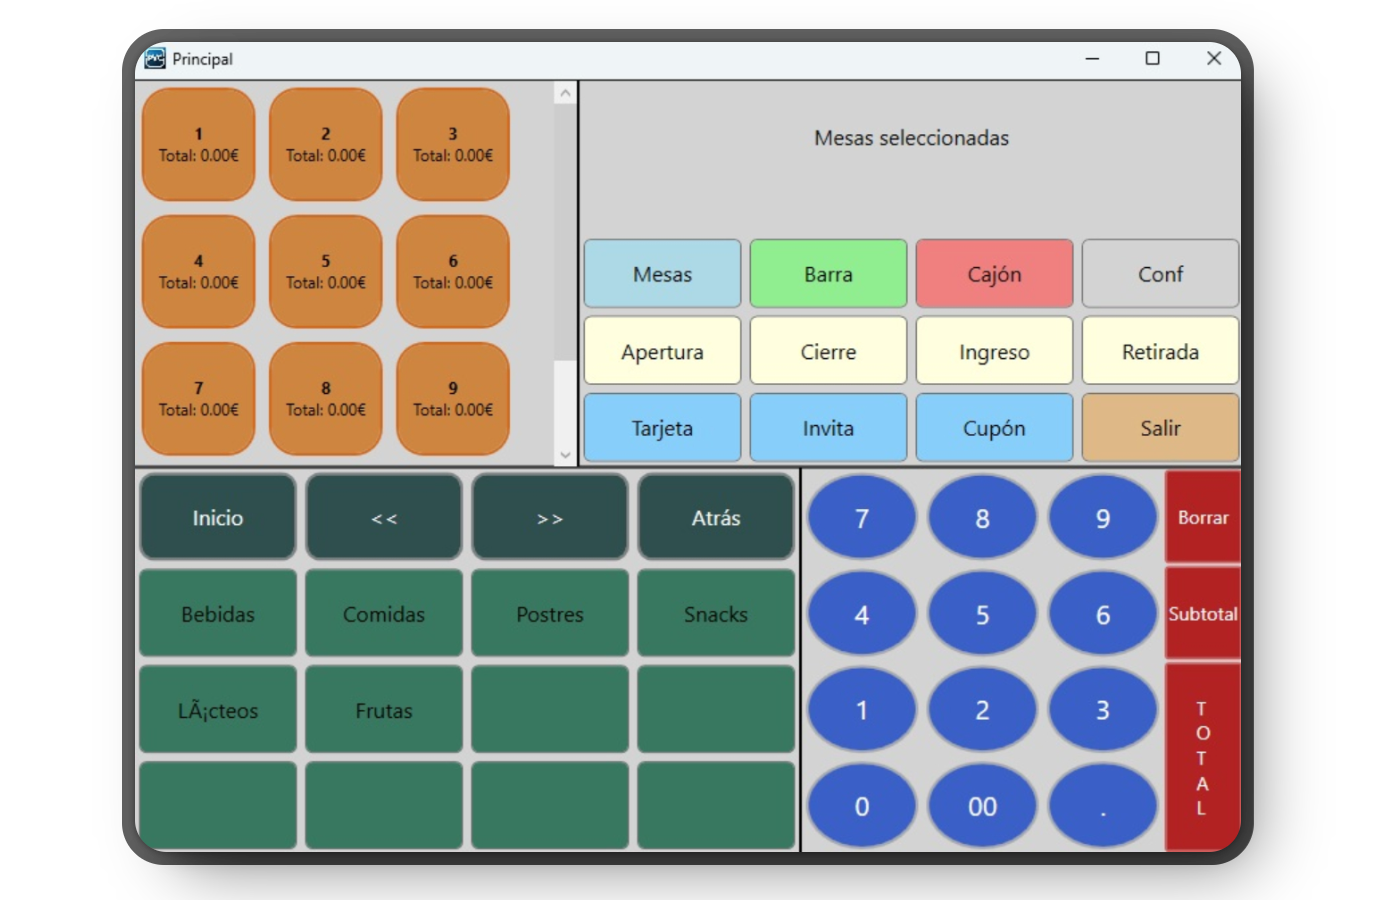 Principal
1
Total: 0.00€
2
Total: 0.00€
3
Total: 0.00€
4
Total: 0.00€
5
Total: 0.00€
6
Total: 0.00€
7
Total: 0.00€
8
Total: 0.00€
9
Total: 0.00€
Mesas seleccionadas
Mesas
Barra
Cajón
Conf
Apertura
Cierre
Ingreso
Retirada
Tarjeta
Invita
Cupón
Salir
Inicio
<<
>>
Atrás
Bebidas
Comidas
Postres
Snacks
LÃ¡cteos
Frutas
7
8
9
Borrar
4
5
6
Subtotal
1
2
3
T
O
T
A
L
0
00
.